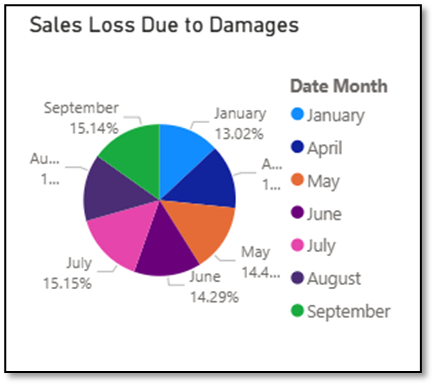 Sales Loss Due to Damages
September
15.14%
January
13.02%
Au...
1...
A...
1...
May
14.4...
July
15.15%
June
14.29%
Date Month
January
April
May
June
July
August
September